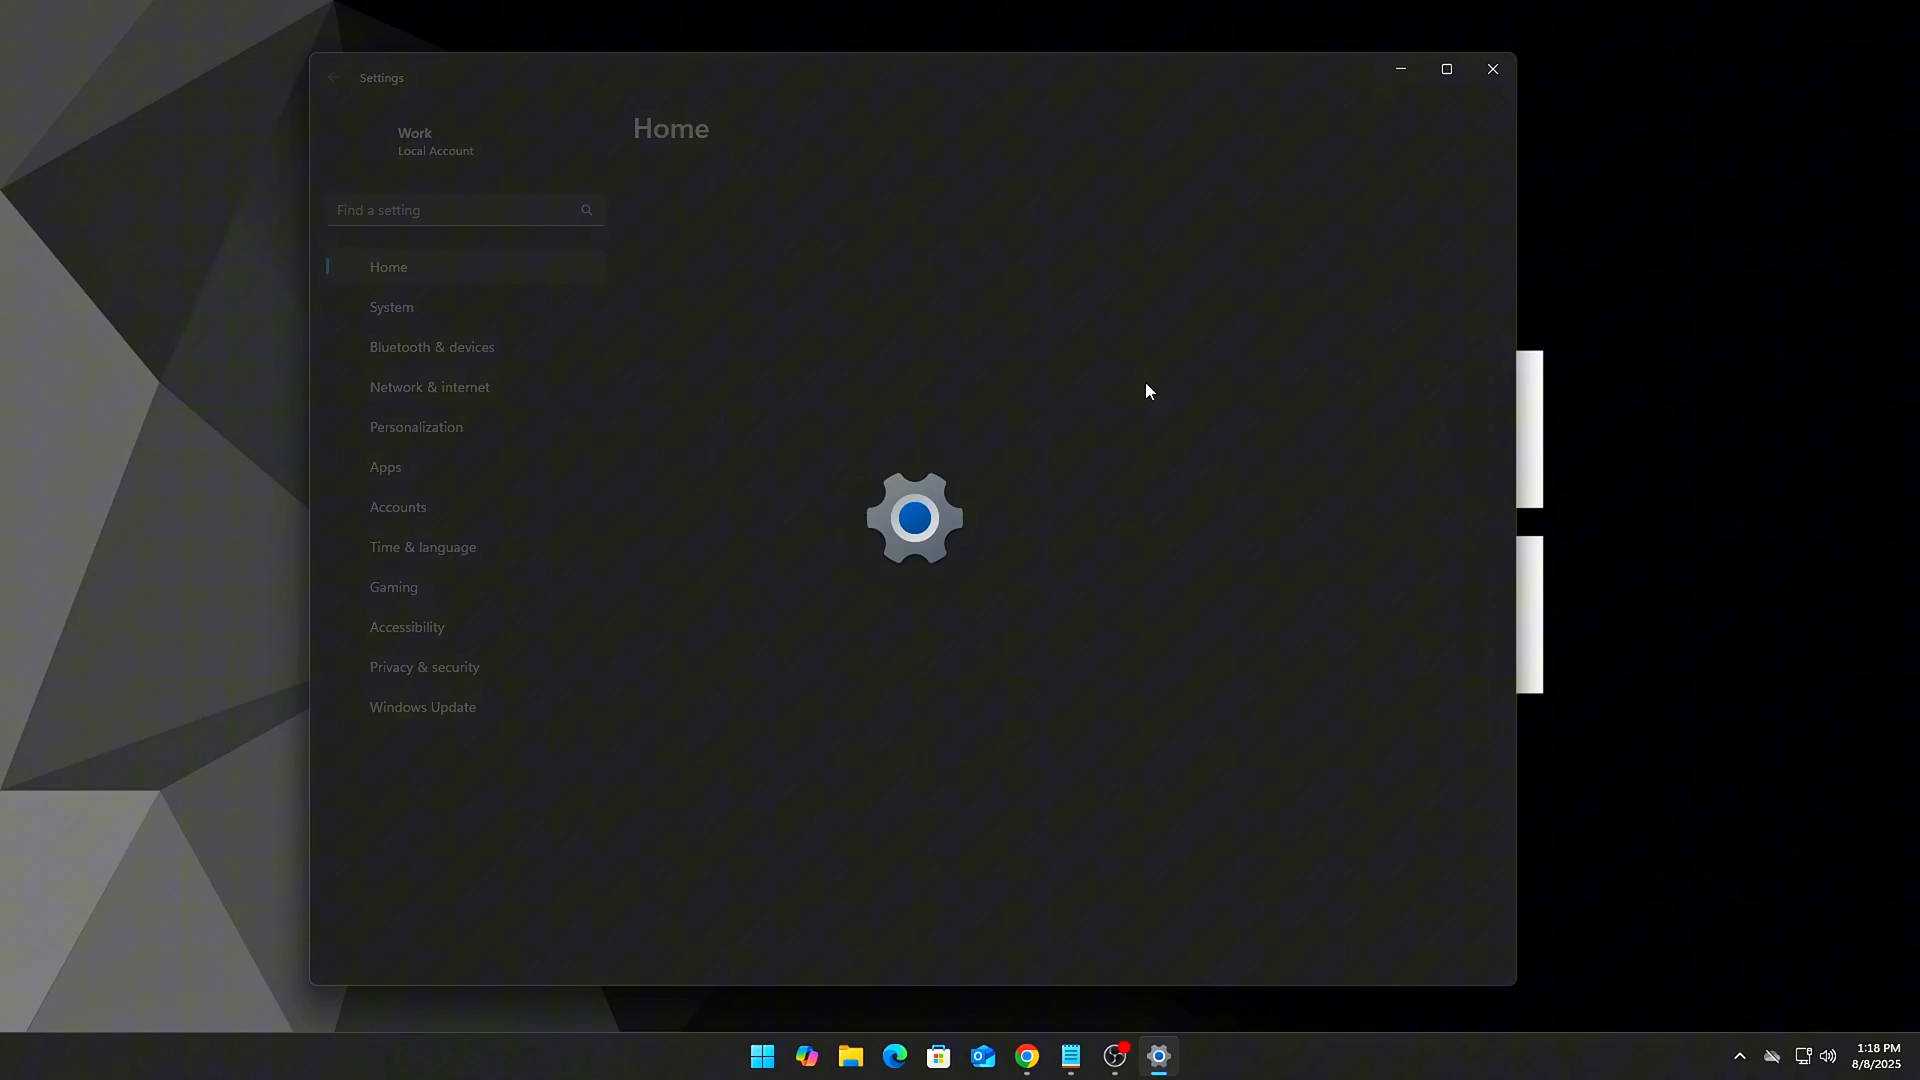 Settings
Work
Local Account
Home
Find a setting
Home
System
Bluetooth & devices
Network & internet
Personalization
Apps
Accounts
Time & language
Gaming
Accessibility
Privacy & security
Windows Update
1:18 PM
8/8/2025